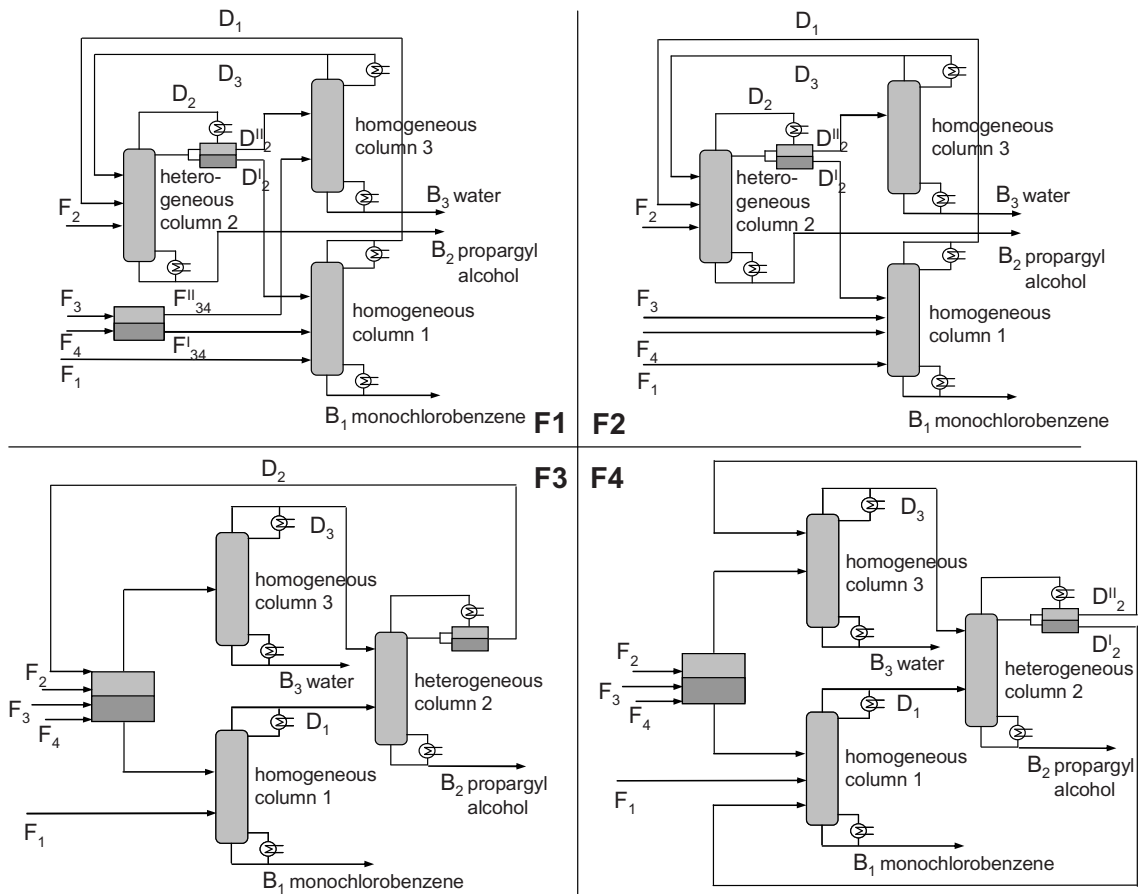 D₁
D₃
D₂
Dᴵᴵ₂
Dᴵ₂
homogeneous
column 3
hetero-
geneous
column 2
F₂
B₃ water
B₂ propargyl
alcohol
F₃
Fᴵᴵ₃₄
homogeneous
column 1
F₄
Fᴵ₃₄
F₁
B₁ monochlorobenzene
F1
D₁
D₃
D₂
Dᴵᴵ₂
Dᴵ₂
homogeneous
column 3
hetero-
geneous
column 2
F₂
B₃ water
B₂ propargyl
alcohol
F₃
homogeneous
column 1
F₄
F₁
B₁ monochlorobenzene
F2
D₂
F3
D₃
homogeneous
column 3
F₂
F₃
F₄
B₃ water
heterogeneous
column 2
D₁
homogeneous
column 1
B₂ propargyl
alcohol
F₁
B₁ monochlorobenzene
F4
D₃
homogeneous
column 3
Dᴵᴵ₂
Dᴵ₂
F₂
F₃
F₄
B₃ water
heterogeneous
column 2
D₁
homogeneous
column 1
B₂ propargyl
alcohol
F₁
B₁ monochlorobenzene